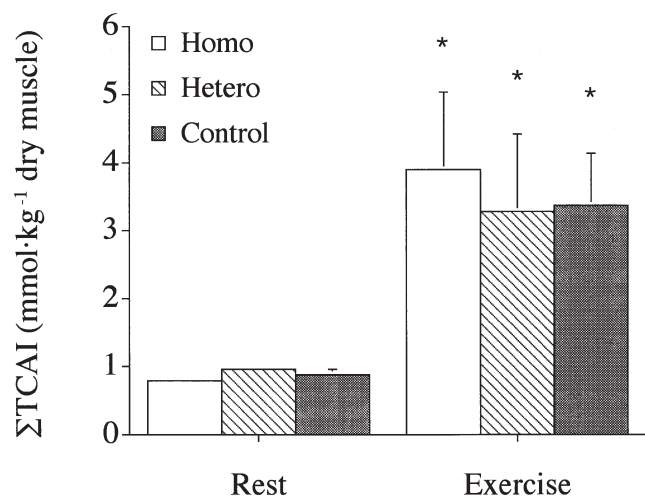 ΣTCAI (mmol·kg⁻¹ dry muscle)
6
5
4
3
2
1
0
Homo
Hetero
Control
*
*
*
Rest
Exercise